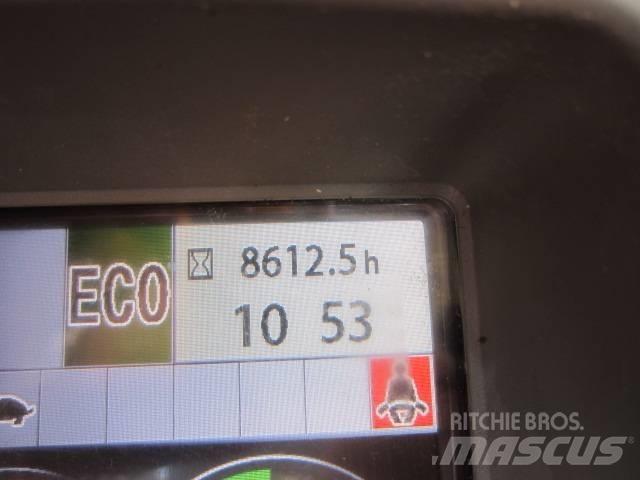 ECO
8612.5h
10 53
RITCHIE BROS.
MASCUS